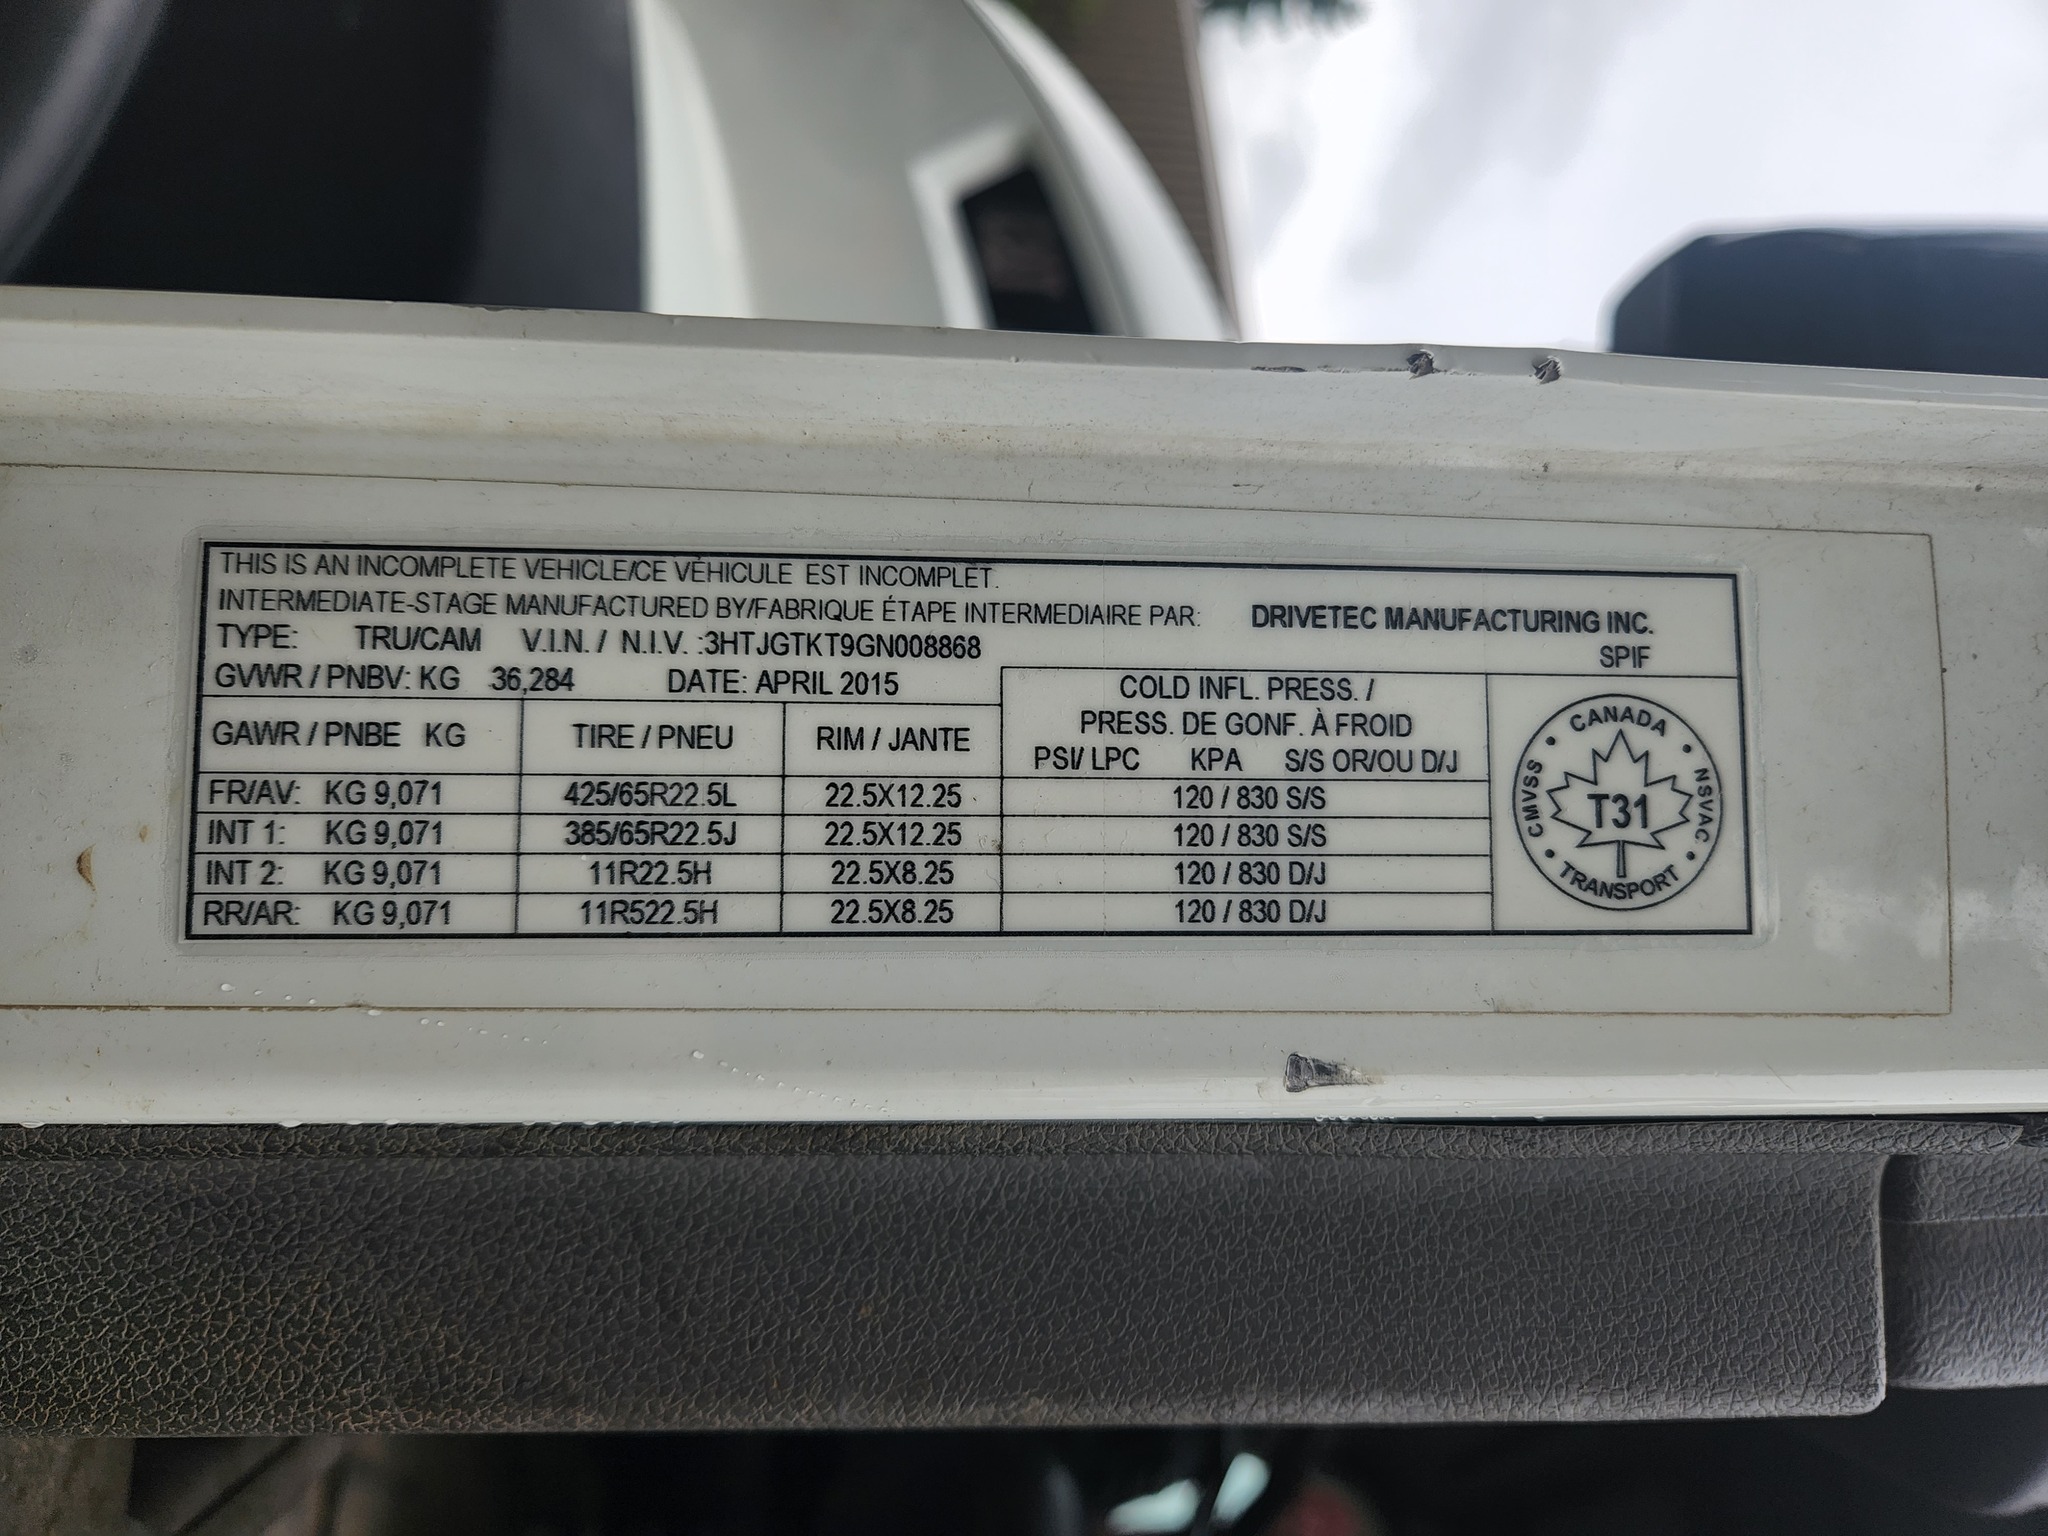 THIS IS AN INCOMPLETE VEHICLE/CE VÉHICULE EST INCOMPLET.
INTERMEDIATE-STAGE MANUFACTURED BY/FABRIQUE ÉTAPE INTERMEDIAIRE PAR: DRIVETEC MANUFACTURING INC.
TYPE: TRU/CAM V.I.N. / N.I.V. :3HTJGTKT9GN008868 SPIF
GVWR / PNBV: KG 36,284 DATE: APRIL 2015
GAWR / PNBE KG TIRE / PNEU RIM / JANTE
COLD INFL. PRESS. /
PRESS. DE GONF. À FROID
PSI/ LPC KPA S/S OR/OU D/J
FR/AV: KG 9,071 425/65R22.5L 22.5X12.25 120 / 830 S/S
INT 1: KG 9,071 385/65R22.5J 22.5X12.25 120 / 830 S/S
INT 2: KG 9,071 11R22.5H 22.5X8.25 120 / 830 D/J
RR/AR: KG 9,071 11R522.5H 22.5X8.25 120 / 830 D/J
CANADA
CMVSS
T31
NSVAC
TRANSPORT